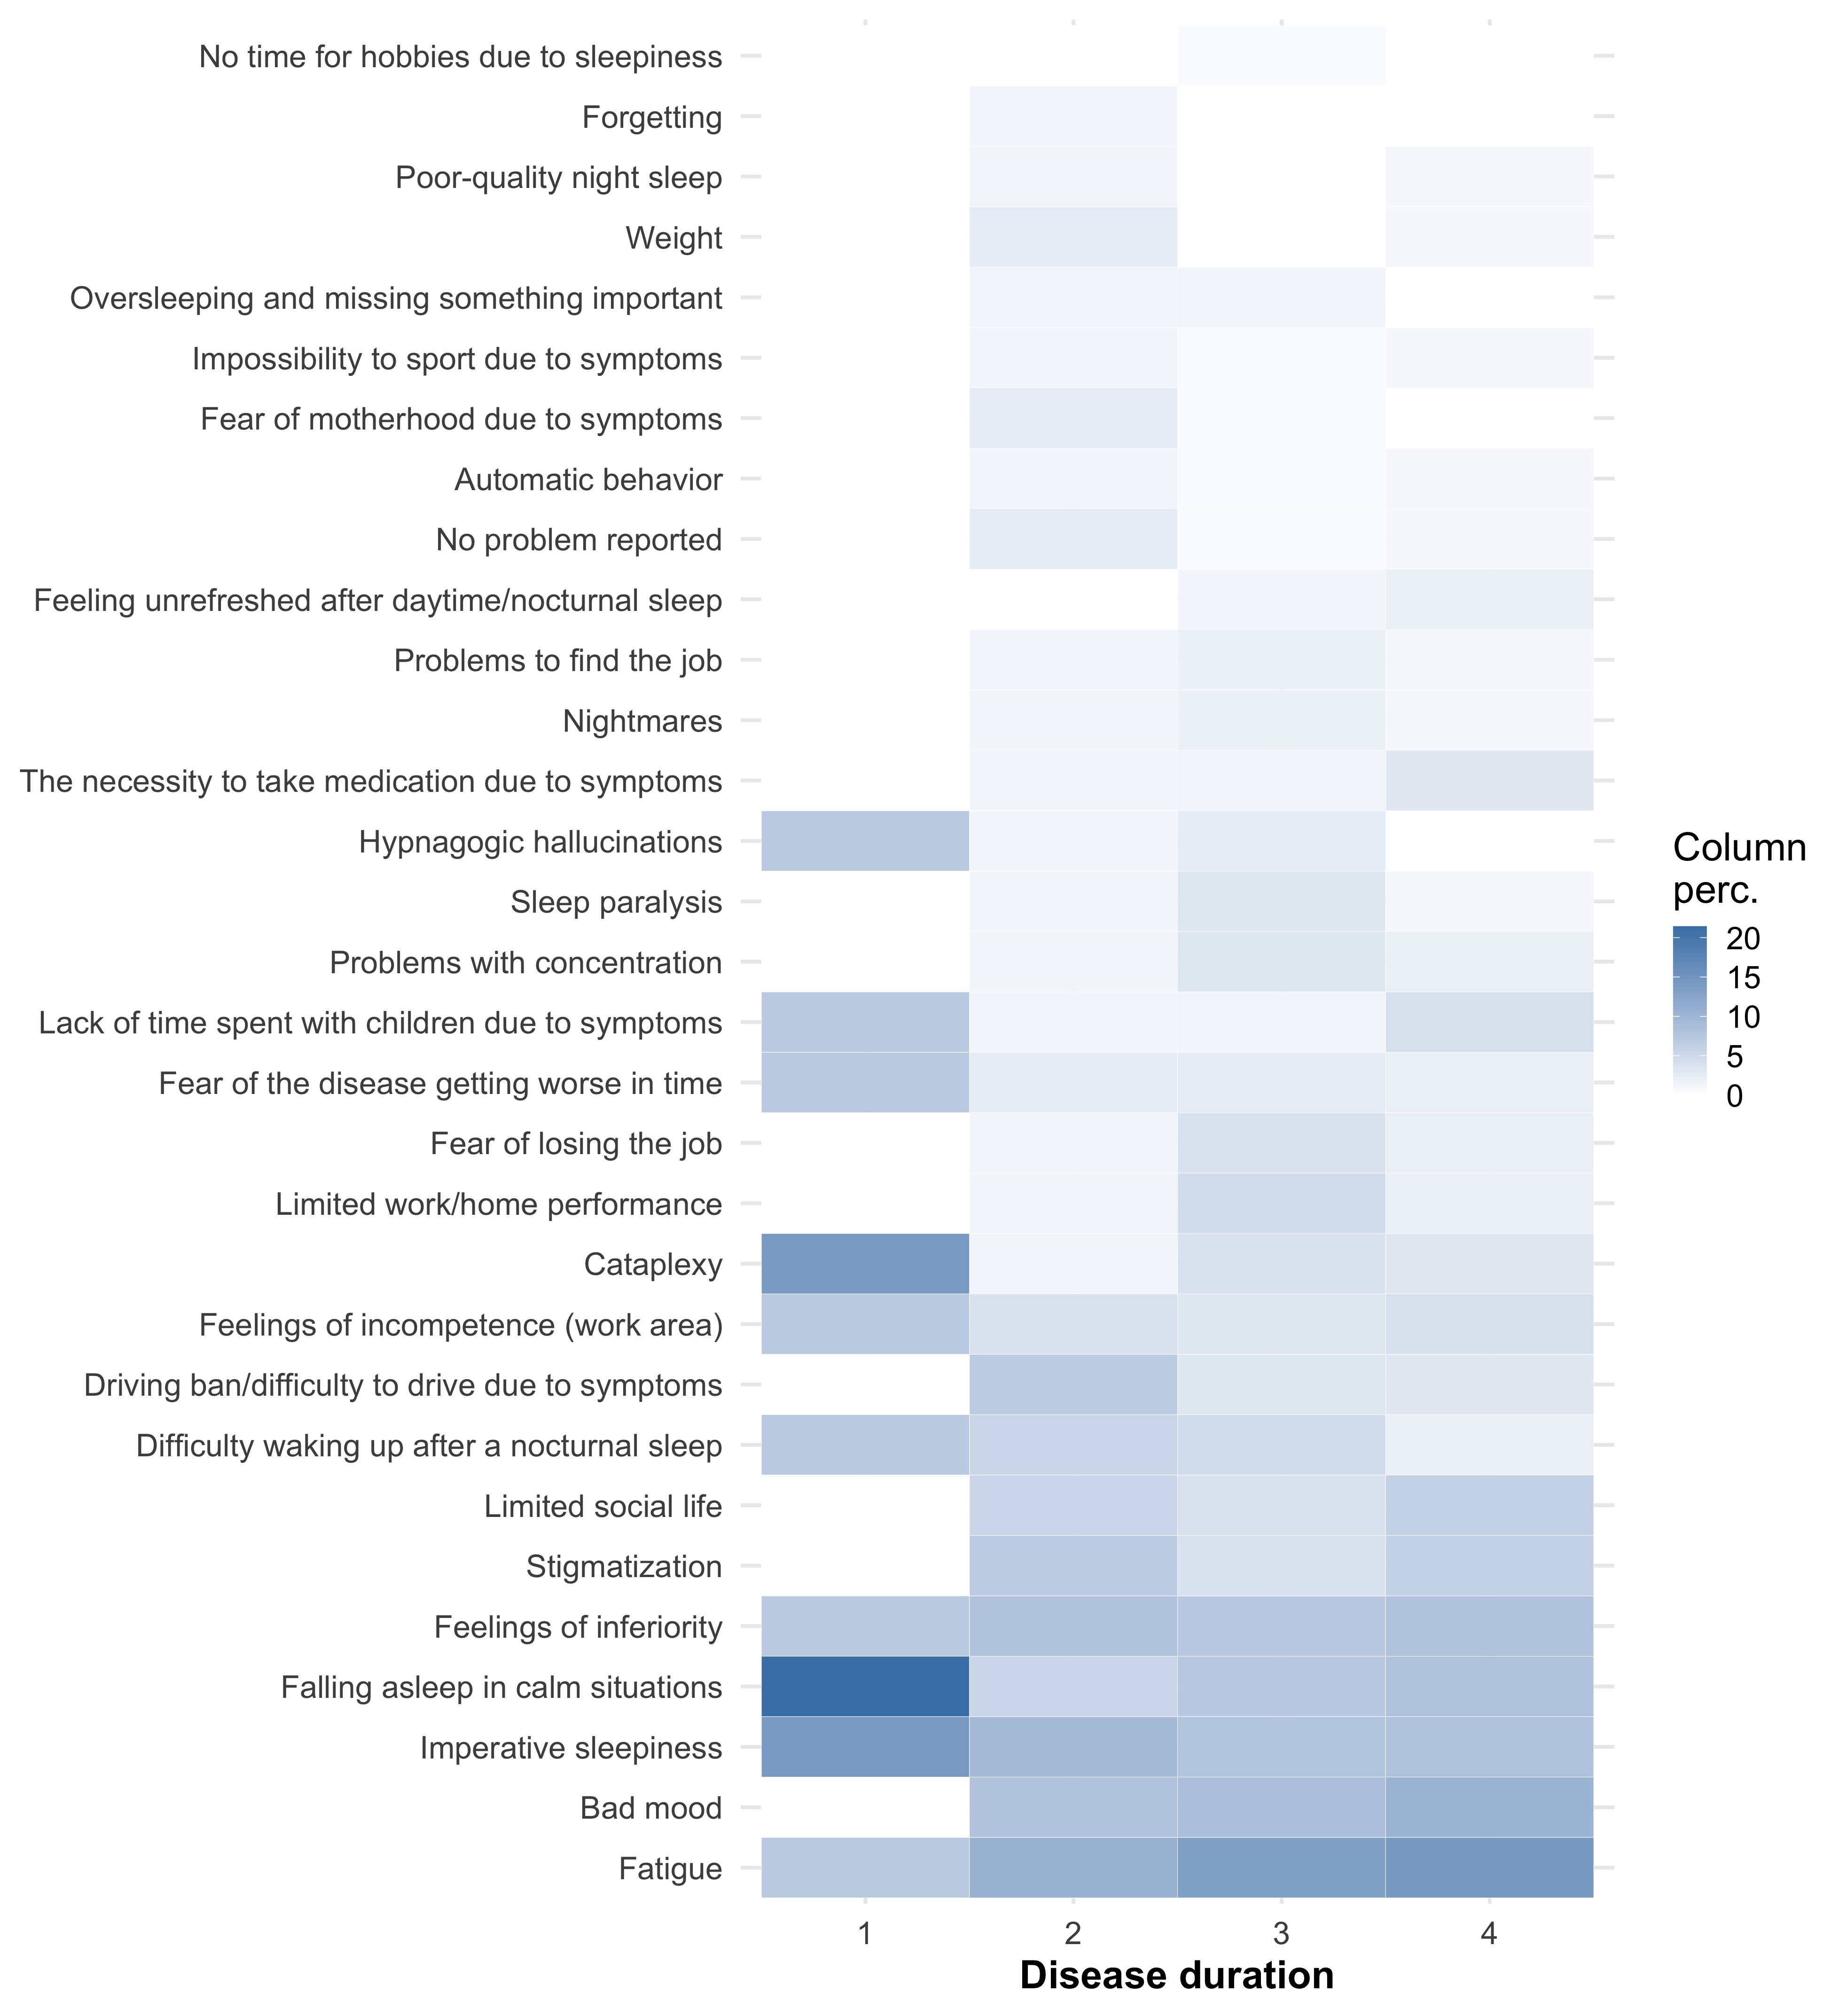 No time for hobbies due to sleepiness
Forgetting
Poor-quality night sleep
Weight
Oversleeping and missing something important
Impossibility to sport due to symptoms
Fear of motherhood due to symptoms
Automatic behavior
No problem reported
Feeling unrefreshed after daytime/nocturnal sleep
Problems to find the job
Nightmares
The necessity to take medication due to symptoms
Hypnagogic hallucinations
Sleep paralysis
Problems with concentration
Lack of time spent with children due to symptoms
Fear of the disease getting worse in time
Fear of losing the job
Limited work/home performance
Cataplexy
Feelings of incompetence (work area)
Driving ban/difficulty to drive due to symptoms
Difficulty waking up after a nocturnal sleep
Limited social life
Stigmatization
Feelings of inferiority
Falling asleep in calm situations
Imperative sleepiness
Bad mood
Fatigue
1 2 3 4
Disease duration
Column
perc.
20
15
10
5
0